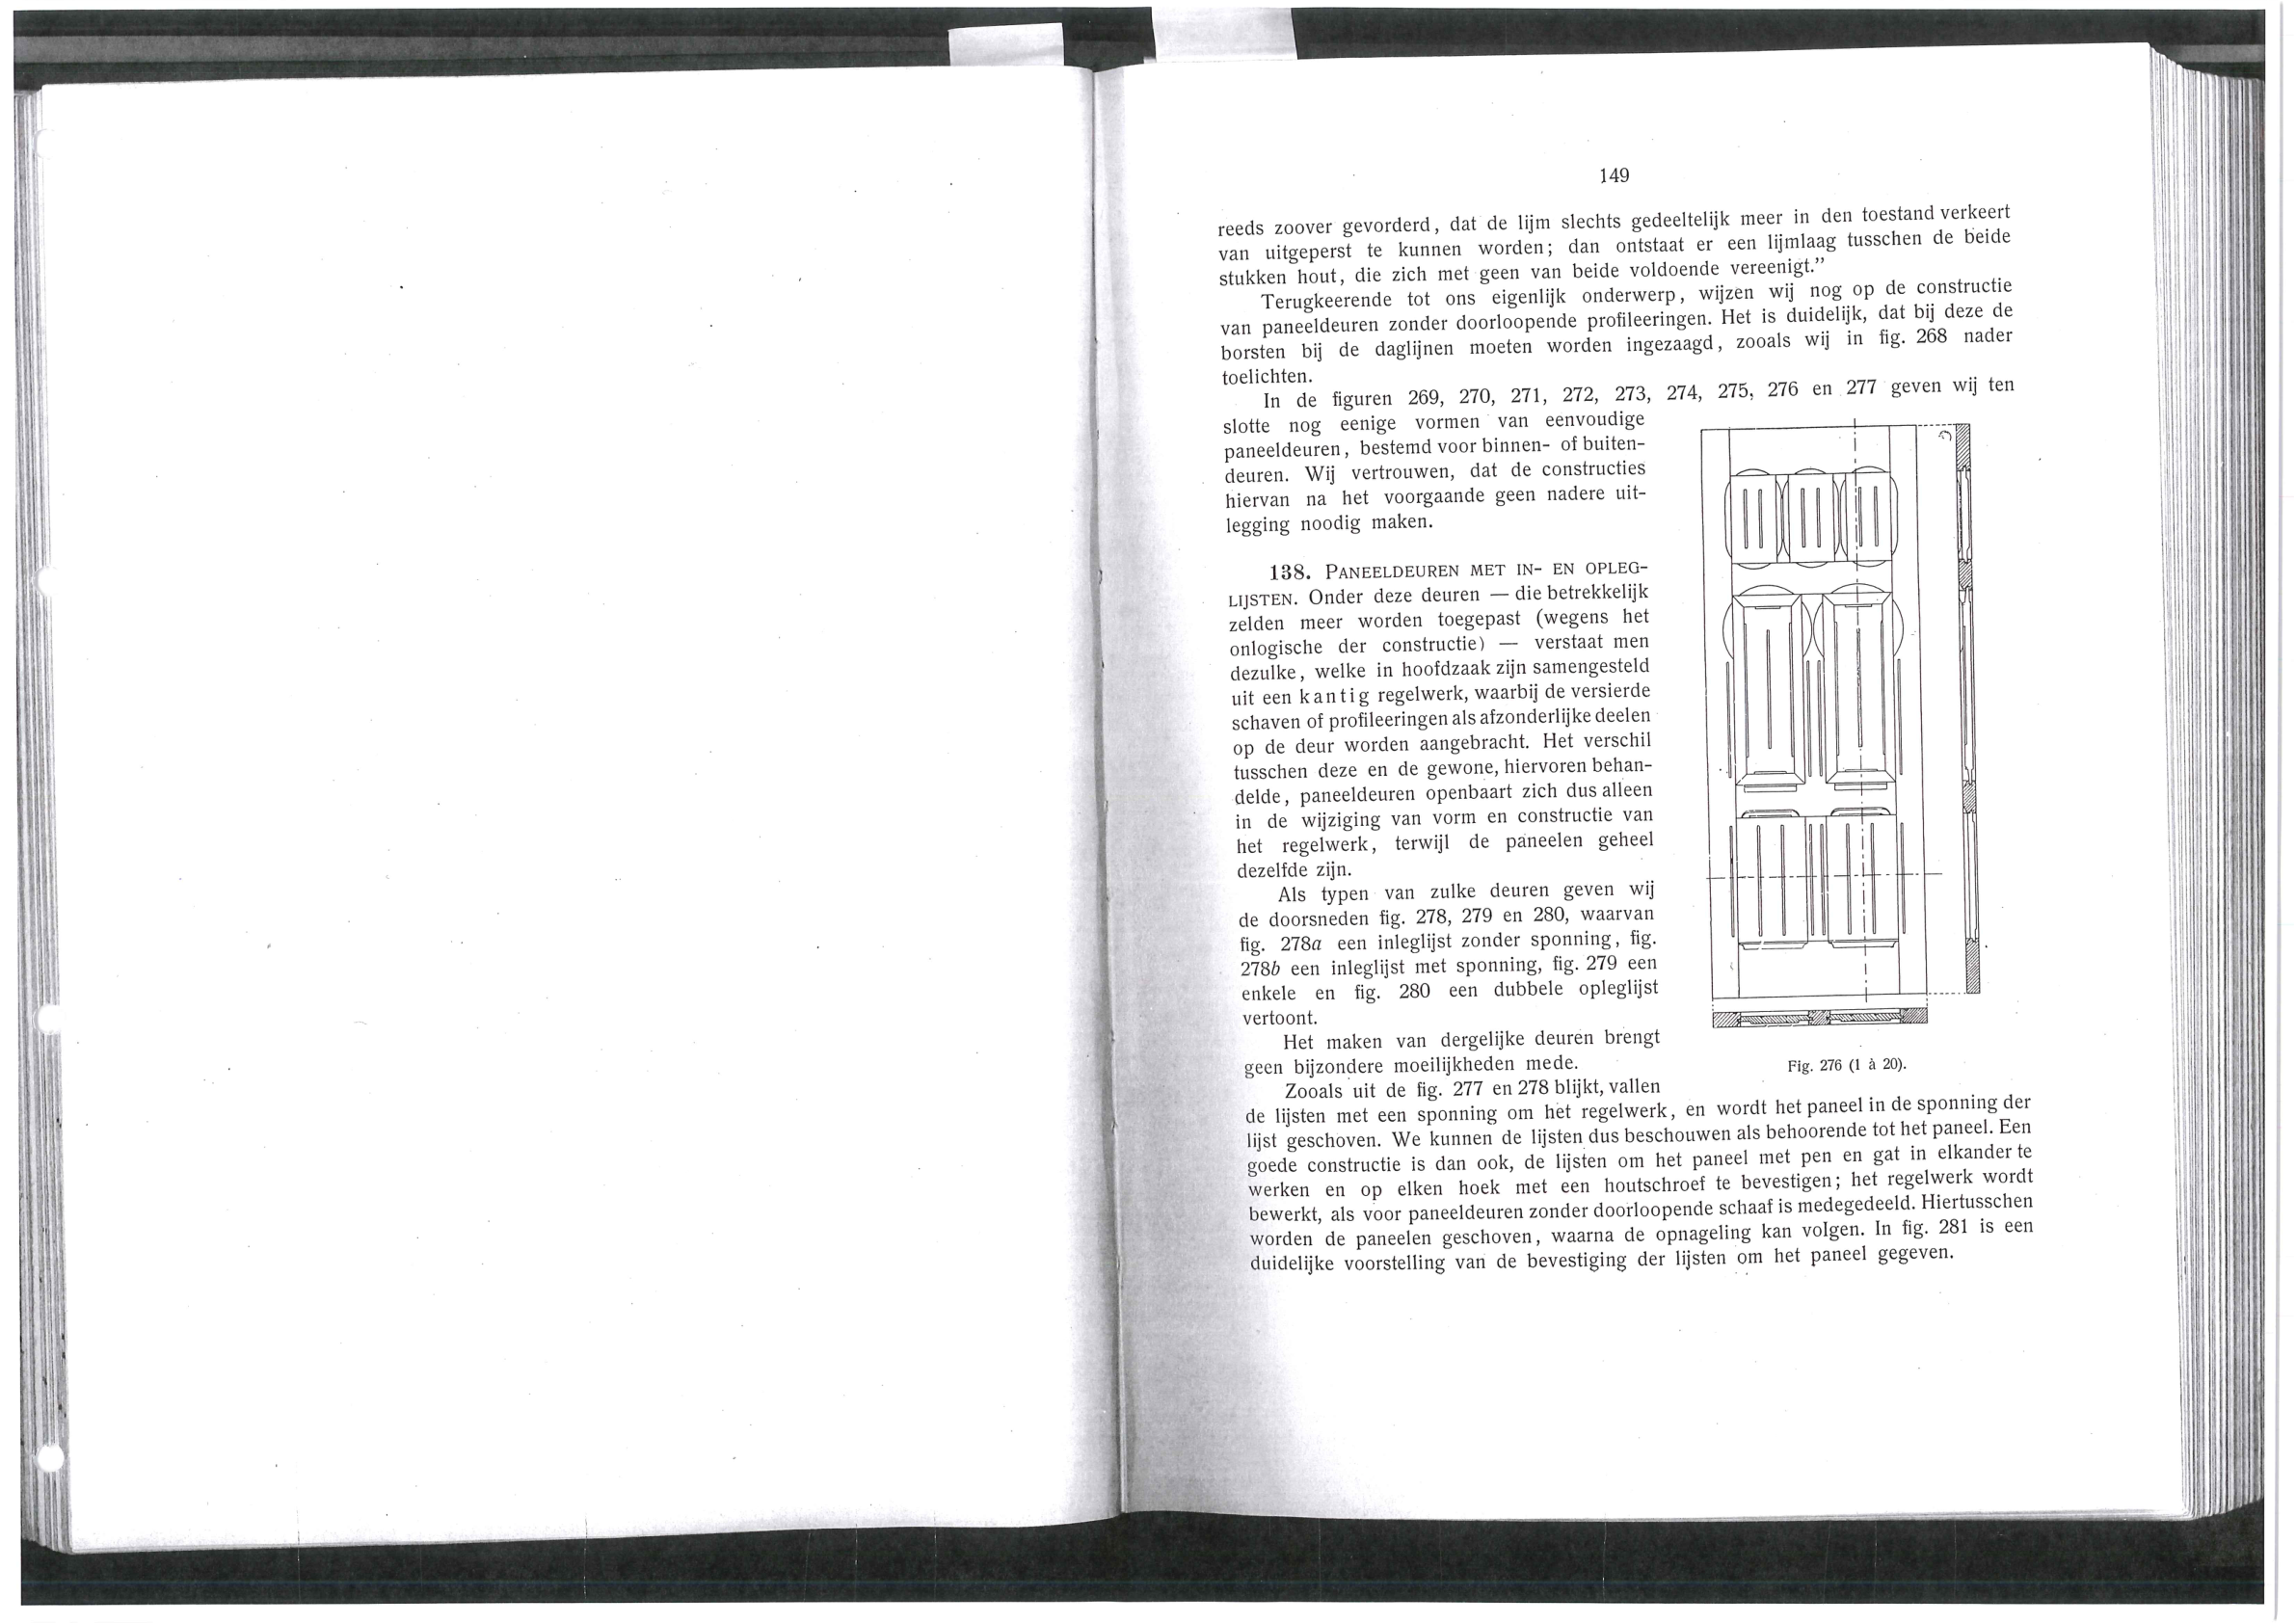 149
reeds zoover gevorderd, dat de lijm slechts gedeeltelijk meer in den toestand verkeert
van uitgeperst te kunnen worden; dan ontstaat er een lijmlaag tusschen de beide
stukken hout, die zich met geen van beide voldoende vereenigt.”
Terugkeerende tot ons eigenlijk onderwerp, wijzen wij nog op de constructie
van paneeldeuren zonder doorloopende profileeringen. Het is duidelijk, dat bij deze de
borsten bij de daglijnen moeten worden ingezaagd, zooals wij in fig. 268 nader
toelichten.
In de figuren 269, 270, 271, 272, 273, 274, 275, 276 en 277 geven wij ten
slotte nog eenige vormen van eenvoudige
paneeldeuren, bestemd voor binnen- of buiten-
deuren. Wij vertrouwen, dat de constructies
hiervan na het voorgaande geen nadere uit-
legging noodig maken.
138. PANEELDEUREN MET IN- EN OPLEG-
LIJSTEN. Onder deze deuren — die betrekkelijk
zelden meer worden toegepast (wegens het
onlogische der constructie) — verstaat men
dezulke, welke in hoofdzaak zijn samengesteld
uit een kantig regelwerk, waarbij de versierde
schaven of profileeringen als afzonderlijke deelen
op de deur worden aangebracht. Het verschil
tusschen deze en de gewone, hiervoren behan-
delde, paneeldeuren openbaart zich dus alleen
in de wijziging van vorm en constructie van
het regelwerk, terwijl de paneelen geheel
dezelfde zijn.
Als typen van zulke deuren geven wij
de doorsneden fig. 278, 279 en 280, waarvan
fig. 278a een inleglijst zonder sponning, fig.
278b een inleglijst met sponning, fig. 279 een
enkele en fig. 280 een dubbele opleglijst
vertoont.
Het maken van dergelijke deuren brengt
geen bijzondere moeilijkheden mede.
Fig. 276 (1 à 20).
Zooals uit de fig. 277 en 278 blijkt, vallen
de lijsten met een sponning om het regelwerk, en wordt het paneel in de sponning der
lijst geschoven. We kunnen de lijsten dus beschouwen als behoorende tot het paneel. Een
goede constructie is dan ook, de lijsten om het paneel met pen en gat in elkander te
werken en op elken hoek met een houtschroef te bevestigen; het regelwerk wordt
bewerkt, als voor paneeldeuren zonder doorloopende schaaf is medegedeeld. Hiertusschen
worden de paneelen geschoven, waarna de opnageling kan volgen. In fig. 281 is een
duidelijke voorstelling van de bevestiging der lijsten om het paneel gegeven.